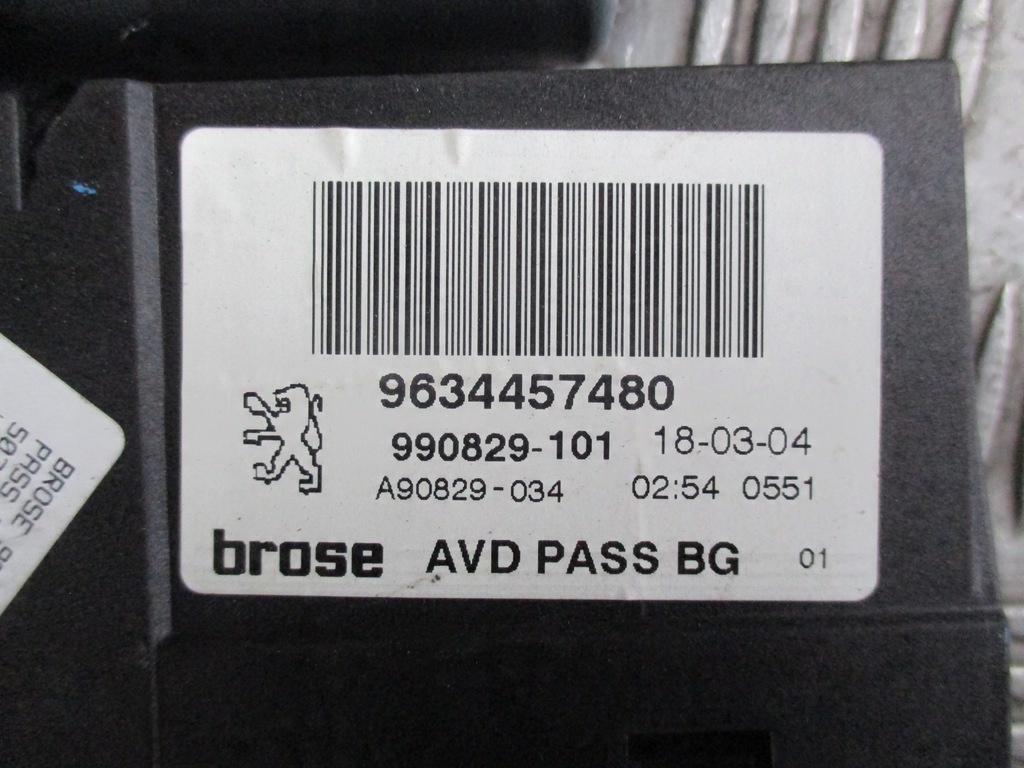 9634457480
990829-101 18-03-04
A90829-034 02:54 0551
brose AVD PASS BG 01
BROSE
PASS